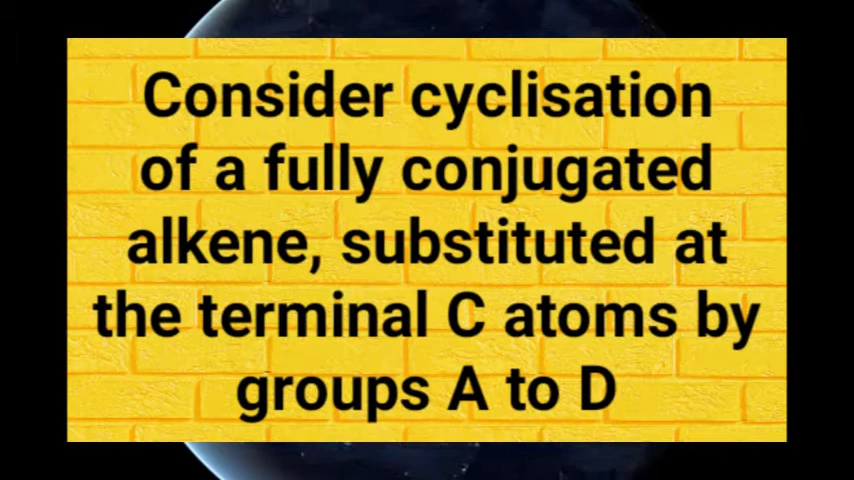 Consider cyclisation
of a fully conjugated
alkene, substituted at
the terminal C atoms by
groups A to D